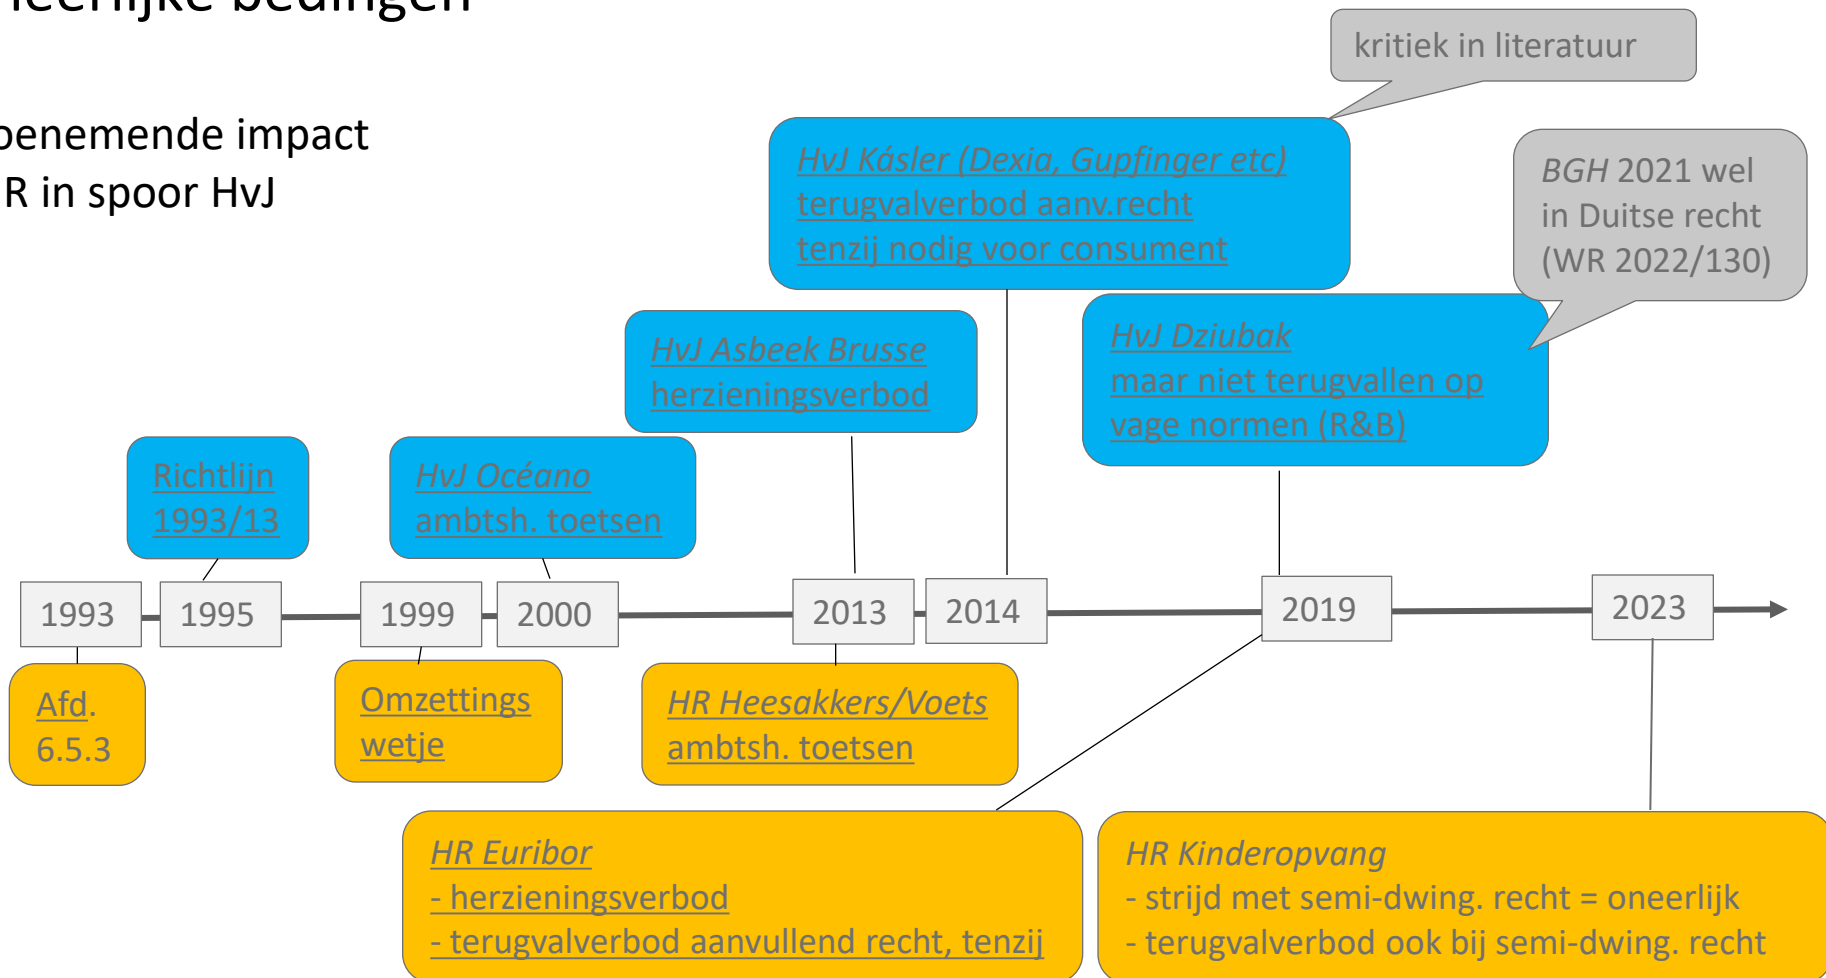 neerlijke bedingen
kritiek in literatuur
oenemende impact
R in spoor HvJ
HvJ Kásler (Dexia, Gupfinger etc)
terugvalverbod aanv.recht
tenzij nodig voor consument
BGH 2021 wel
in Duitse recht
(WR 2022/130)
HvJ Asbeek Brusse
herzieningsverbod
HvJ Dziubak
maar niet terugvallen op
vage normen (R&B)
Richtlijn
1993/13
HvJ Océano
ambtsh. toetsen
1993
1995
1999
2000
2013
2014
2019
2023
Afd.
6.5.3
Omzettings
wetje
HR Heesakkers/Voets
ambtsh. toetsen
HR Euribor
- herzieningsverbod
- terugvalverbod aanvullend recht, tenzij
HR Kinderopvang
- strijd met semi-dwing. recht = oneerlijk
- terugvalverbod ook bij semi-dwing. recht